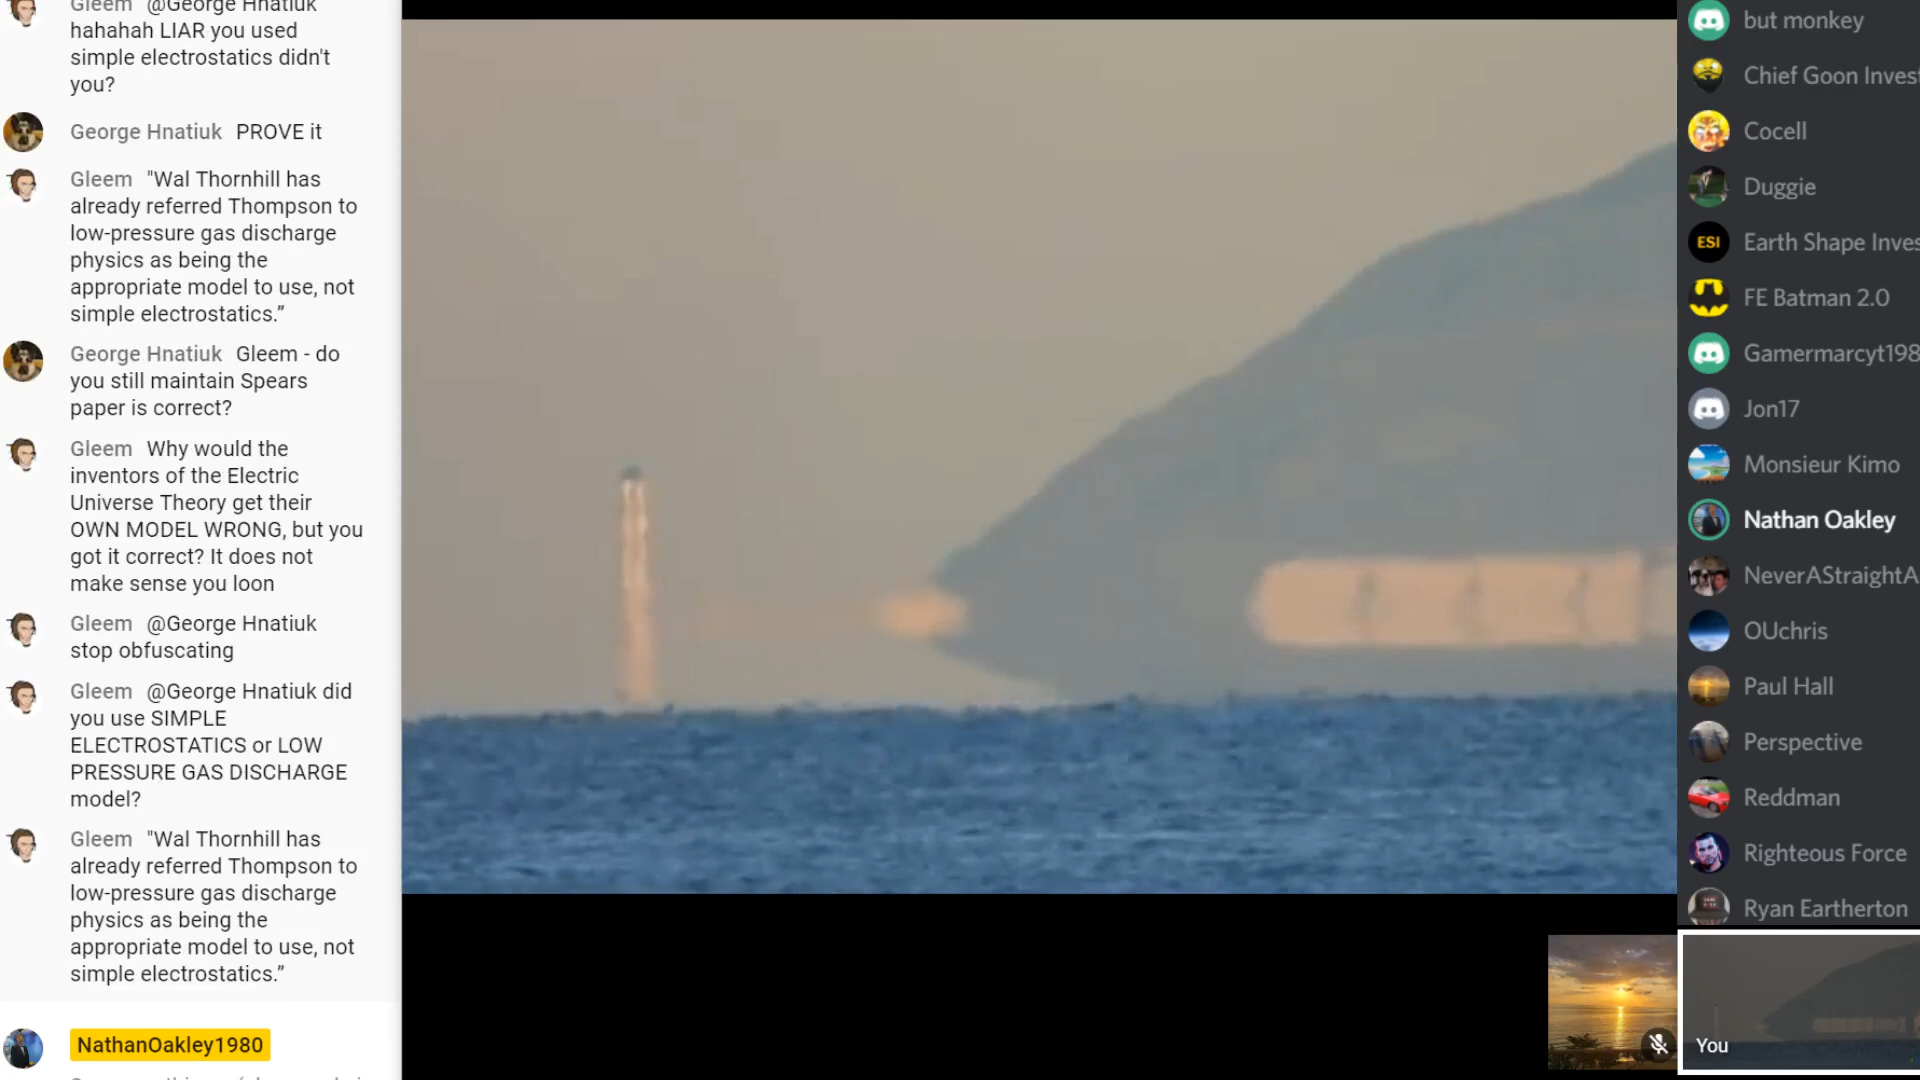 Gleem @George Hnatiuk
hahahah LIAR you used
simple electrostatics didn't
you?
George Hnatiuk PROVE it
Gleem "Wal Thornhill has
already referred Thompson to
low-pressure gas discharge
physics as being the
appropriate model to use, not
simple electrostatics.”
George Hnatiuk Gleem - do
you still maintain Spears
paper is correct?
Gleem Why would the
inventors of the Electric
Universe Theory get their
OWN MODEL WRONG, but you
got it correct? It does not
make sense you loon
Gleem @George Hnatiuk
stop obfuscating
Gleem @George Hnatiuk did
you use SIMPLE
ELECTROSTATICS or LOW
PRESSURE GAS DISCHARGE
model?
Gleem "Wal Thornhill has
already referred Thompson to
low-pressure gas discharge
physics as being the
appropriate model to use, not
simple electrostatics.”
NathanOakley1980
but monkey
Chief Goon Invest
Cocell
Duggie
ESI
Earth Shape Inves
FE Batman 2.0
Gamermarcyt198
Jon17
Monsieur Kimo
Nathan Oakley
NeverAStraightA
OUchris
Paul Hall
Perspective
Reddman
Righteous Force
Ryan Eartherton
You